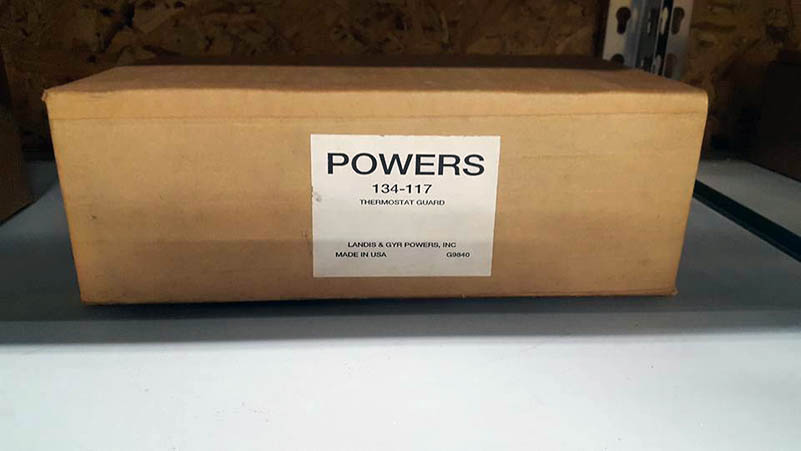 POWERS
134-117
THERMOSTAT GUARD
LANDIS & GYR POWERS, INC
MADE IN USA G9840